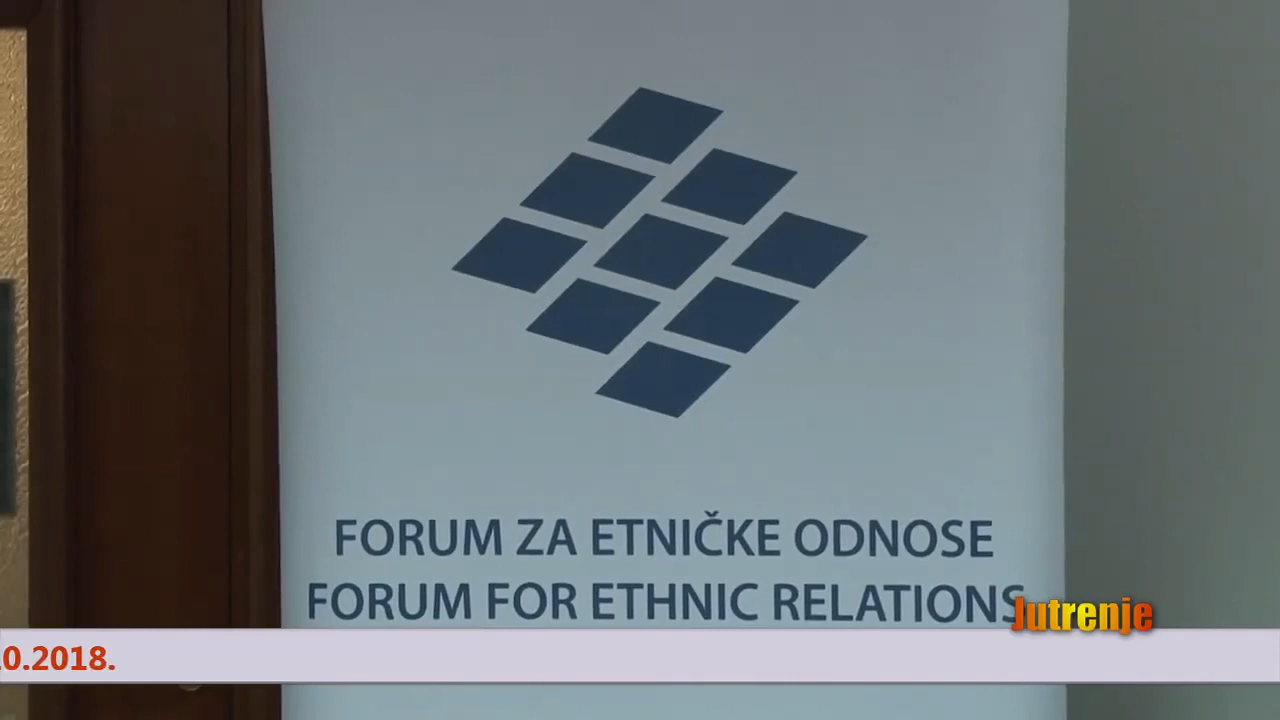 FORUM ZA ETNIČKE ODNOSE
FORUM FOR ETHNIC RELATIONS
Jutrenje
0.2018.